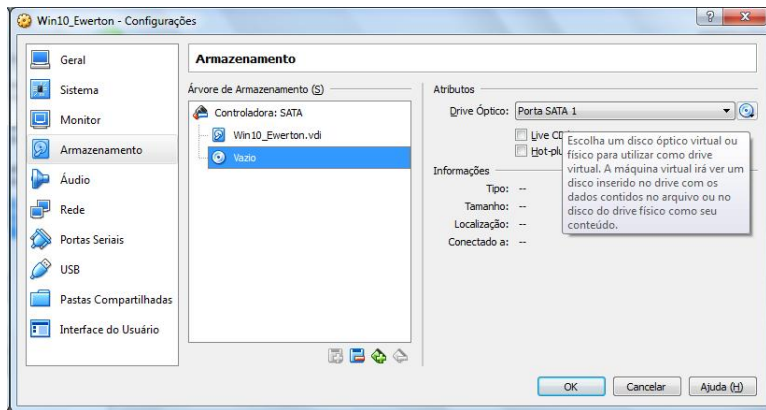 Win10_Ewerton - Configurações
Geral
Sistema
Monitor
Armazenamento
Áudio
Rede
Portas Seriais
USB
Pastas Compartilhadas
Interface do Usuário
Armazenamento
Árvore de Armazenamento (S)
Controladora: SATA
Win10_Ewerton.vdi
Vazio
Atributos
Drive Óptico: Porta SATA 1
Live CD
Hot-plu
Escolha um disco óptico virtual ou
físico para utilizar como drive
virtual. A máquina virtual irá ver um
disco inserido no drive com os
dados contidos no arquivo ou no
disco do drive físico como seu
conteúdo.
Informações
Tipo: --
Tamanho: --
Localização: --
Conectado a: --
OK
Cancelar
Ajuda (H)